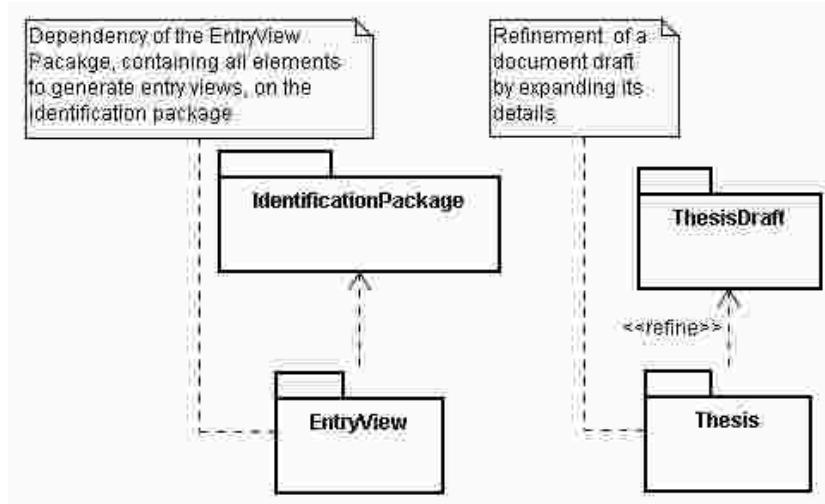 Dependency of the EntryView
Pacakge, containing all elements
to generate entry views, on the
identification package
Refinement of a
document draft
by expanding its
details
IdentificationPackage
ThesisDraft
<<refine>>
EntryView
Thesis